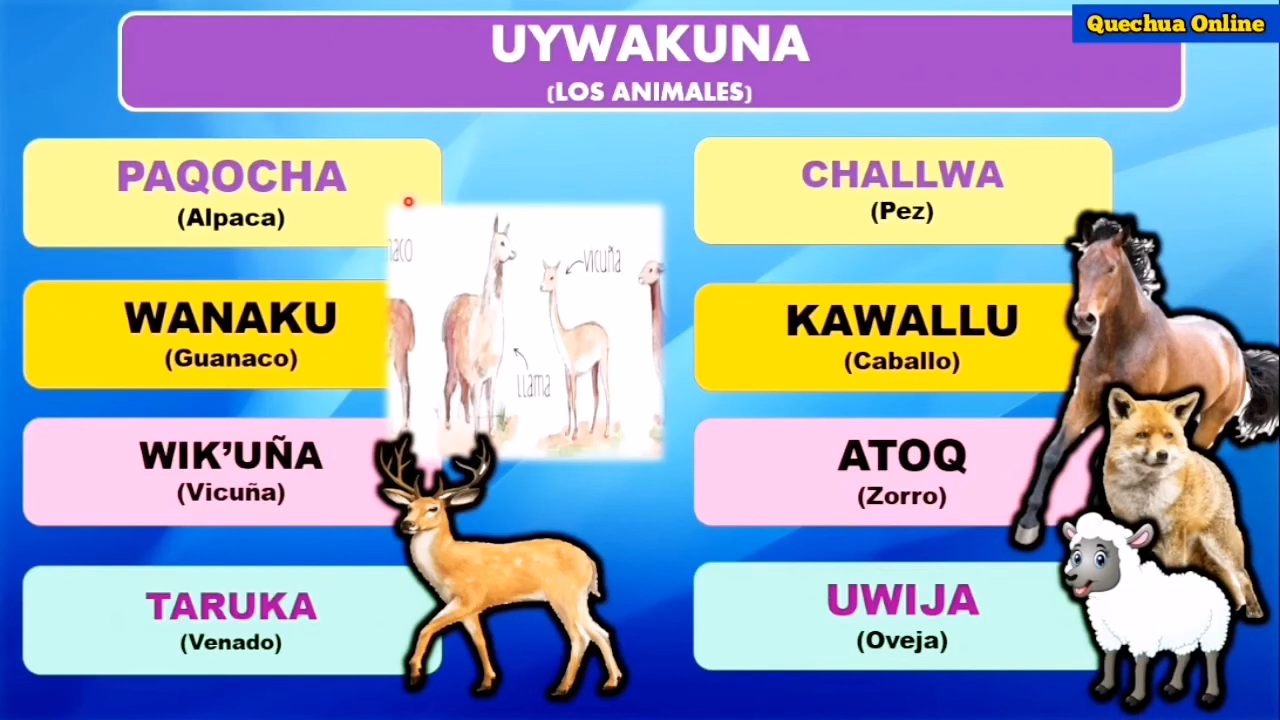 Quechua Online
UYWAKUNA
(LOS ANIMALES)
PAQOCHA
(Alpaca)
WANAKU
(Guanaco)
WIK’UÑA
(Vicuña)
TARUKA
(Venado)
naco
llama
vicuña
CHALLWA
(Pez)
KAWALLU
(Caballo)
ATOQ
(Zorro)
UWIJA
(Oveja)